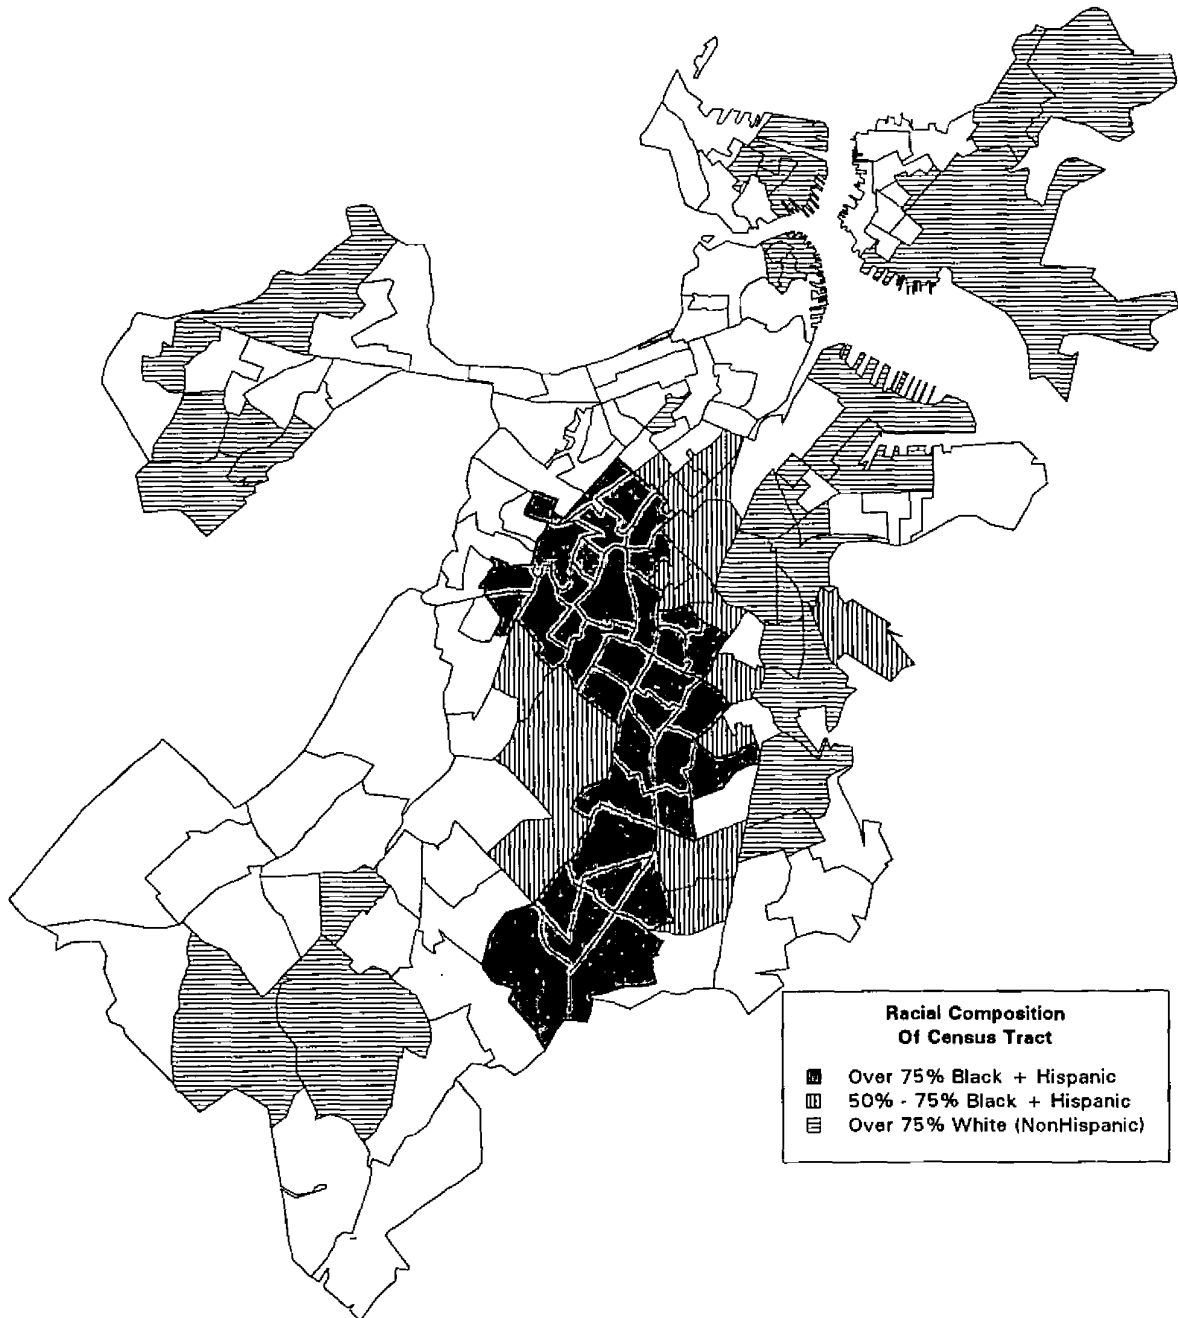 Racial Composition
Of Census Tract
Over 75% Black + Hispanic
50% - 75% Black + Hispanic
Over 75% White (NonHispanic)